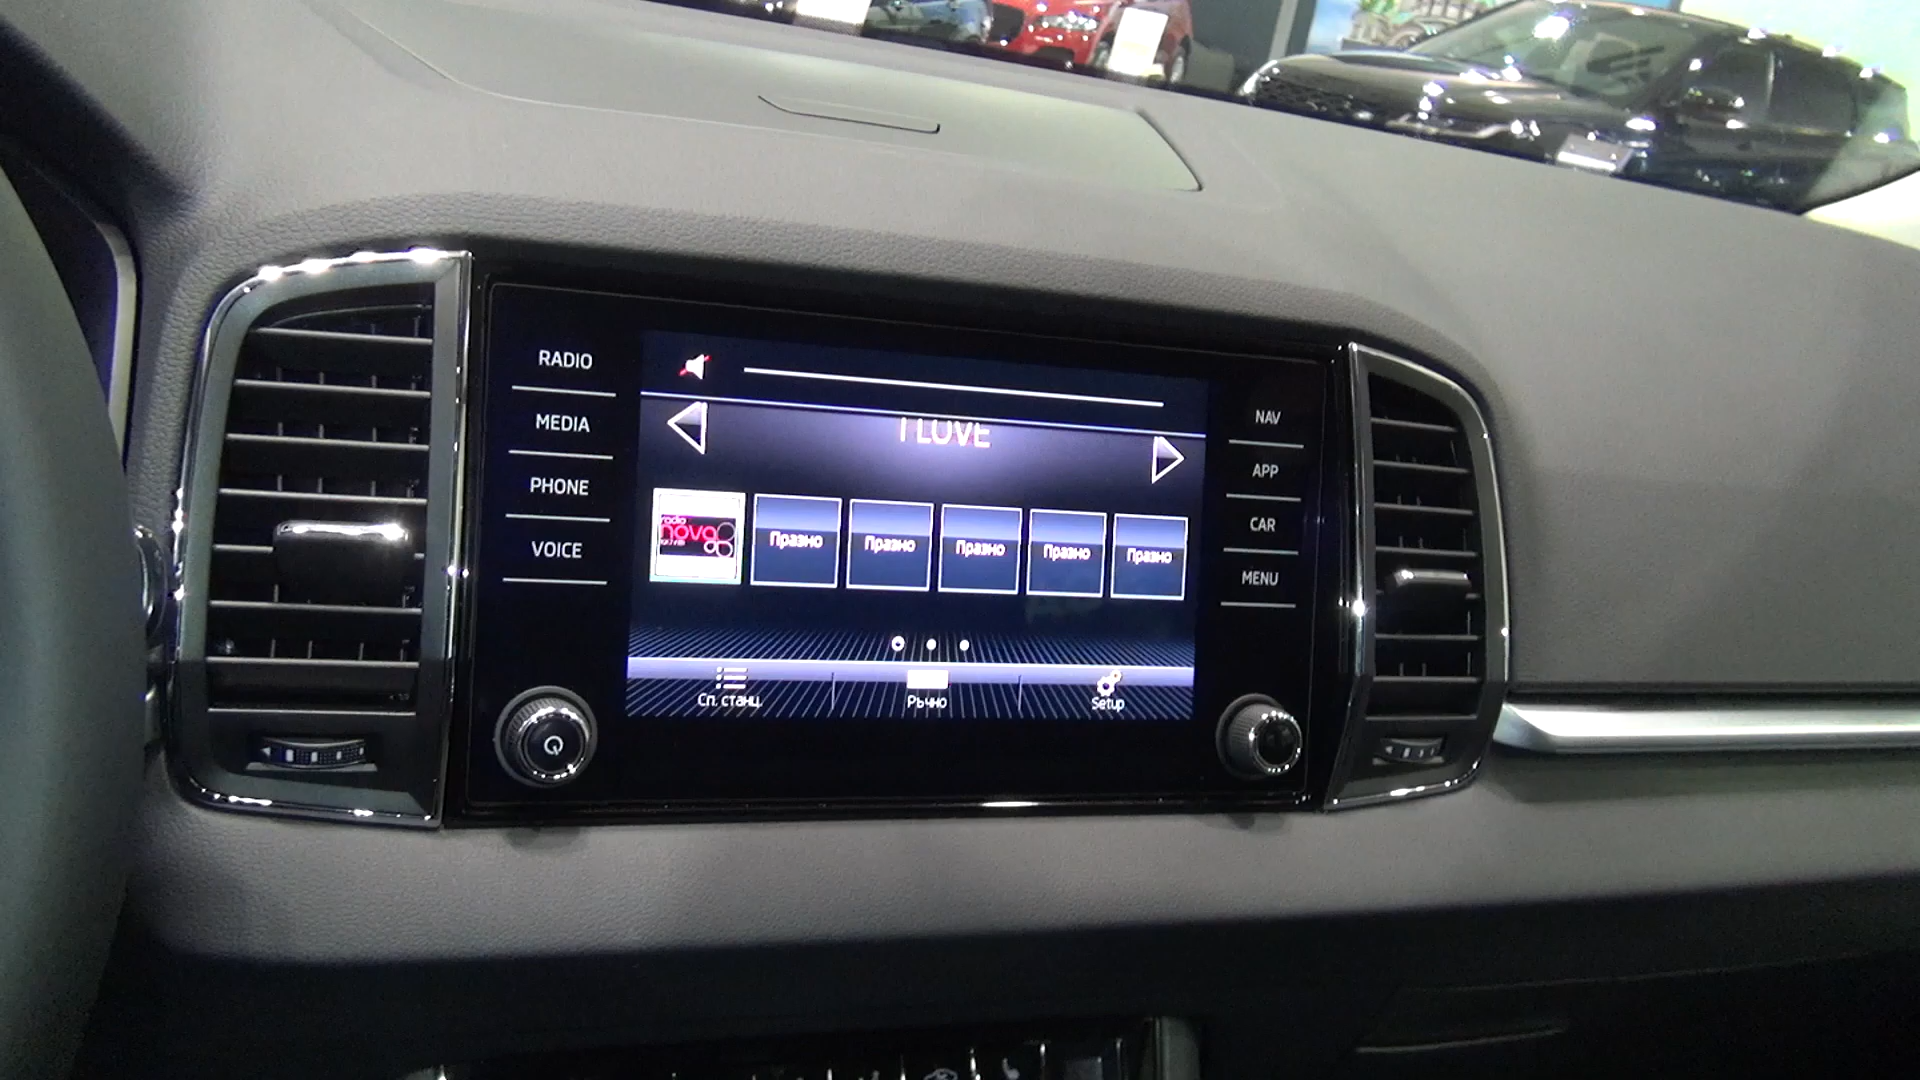 RADIO
MEDIA
PHONE
VOICE
I LOVE
radio
nova
Празно
Празно
Празно
Празно
Празно
Сп. станц.
Ръчно
Setup
NAV
APP
CAR
MENU